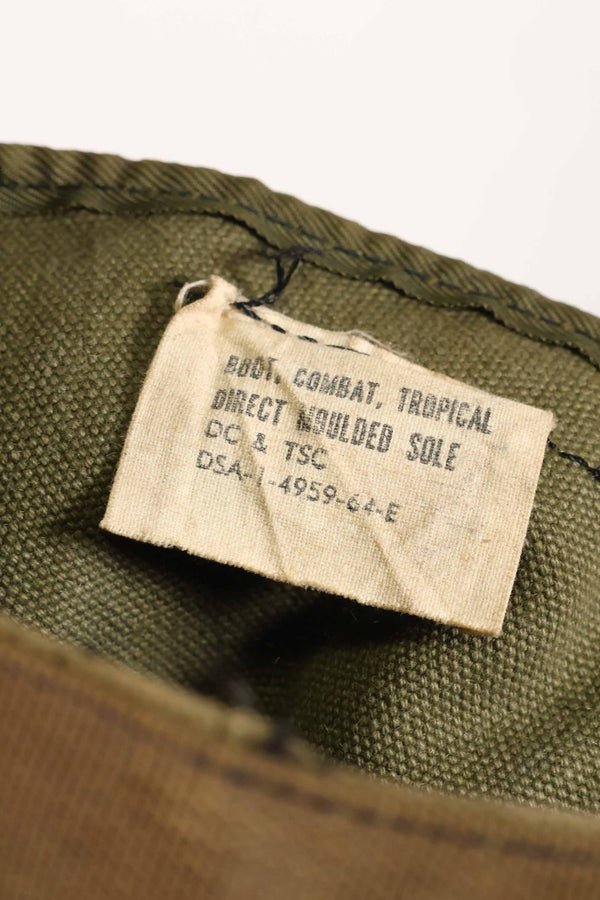 BOOT, COMBAT, TROPICAL
DIRECT MOULDED SOLE
DC & TSC
DSA-1-4959-64-E